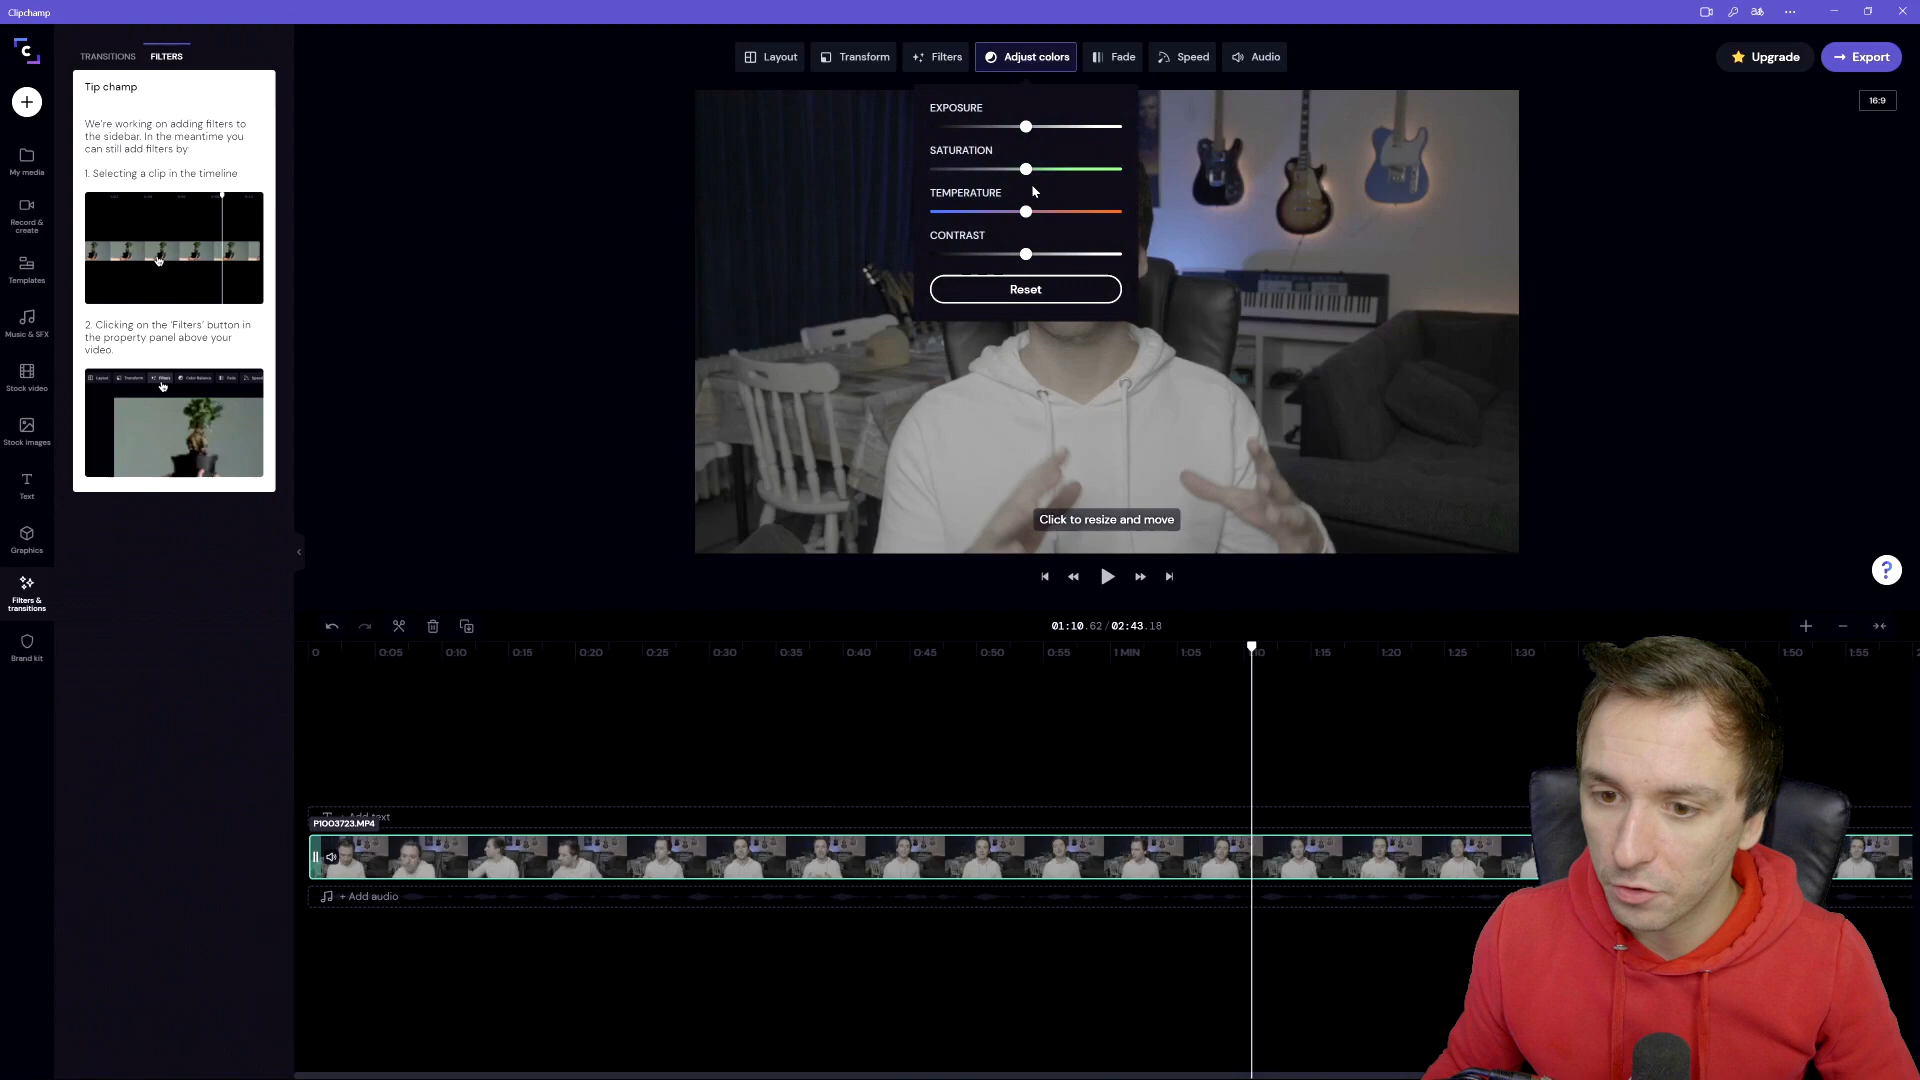 Clipchamp
TRANSITIONS
FILTERS
Layout
Transform
Filters
Adjust colors
Fade
Speed
Audio
Upgrade
Export
Tip champ
We're working on adding filters to
the sidebar. In the meantime you
can still add filters by:
1. Selecting a clip in the timeline
2. Clicking on the 'Filters' button in
the property panel above your
video.
My media
Record &
create
Templates
Music & SFX
Stock video
Stock images
Text
Graphics
Filters &
transitions
Brand kit
EXPOSURE
SATURATION
TEMPERATURE
CONTRAST
Reset
16:9
Click to resize and move
?
01:10.62 / 02:43.18
0
0:05
0:10
0:15
0:20
0:25
0:30
0:35
0:40
0:45
0:50
0:55
1 MIN
1:05
1:10
1:15
1:20
1:25
1:30
1:50
1:55
+ Add text
P1003723.MP4
+ Add audio